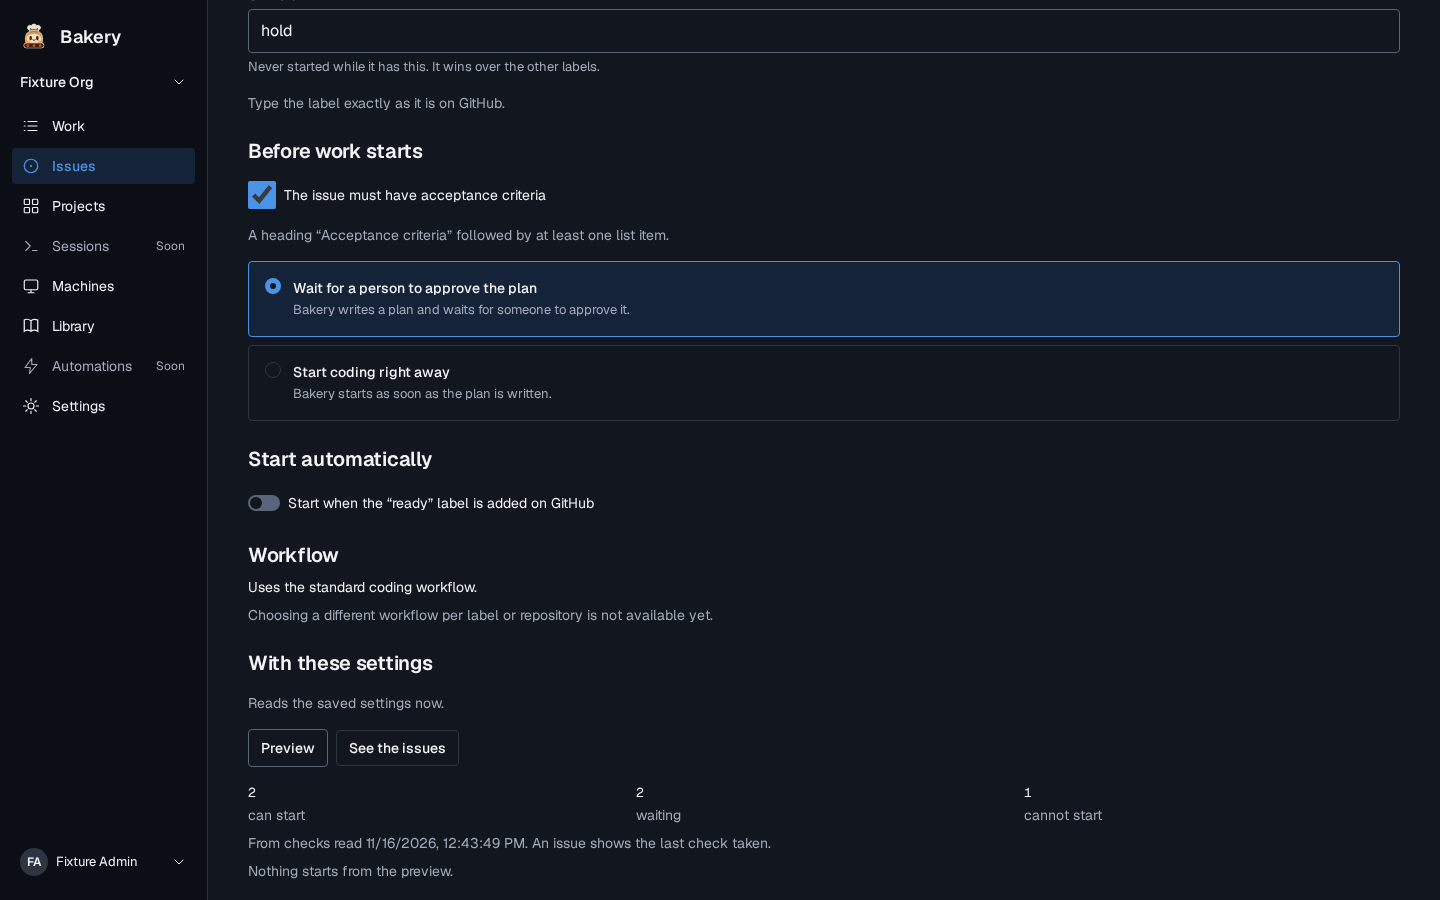 Bakery
Fixture Org
Work
Issues
Projects
Sessions Soon
Machines
Library
Automations Soon
Settings
FA Fixture Admin
hold
Never started while it has this. It wins over the other labels.
Type the label exactly as it is on GitHub.
Before work starts
The issue must have acceptance criteria
A heading “Acceptance criteria” followed by at least one list item.
Wait for a person to approve the plan
Bakery writes a plan and waits for someone to approve it.
Start coding right away
Bakery starts as soon as the plan is written.
Start automatically
Start when the “ready” label is added on GitHub
Workflow
Uses the standard coding workflow.
Choosing a different workflow per label or repository is not available yet.
With these settings
Reads the saved settings now.
Preview See the issues
2 2 1
can start waiting cannot start
From checks read 11/16/2026, 12:43:49 PM. An issue shows the last check taken.
Nothing starts from the preview.